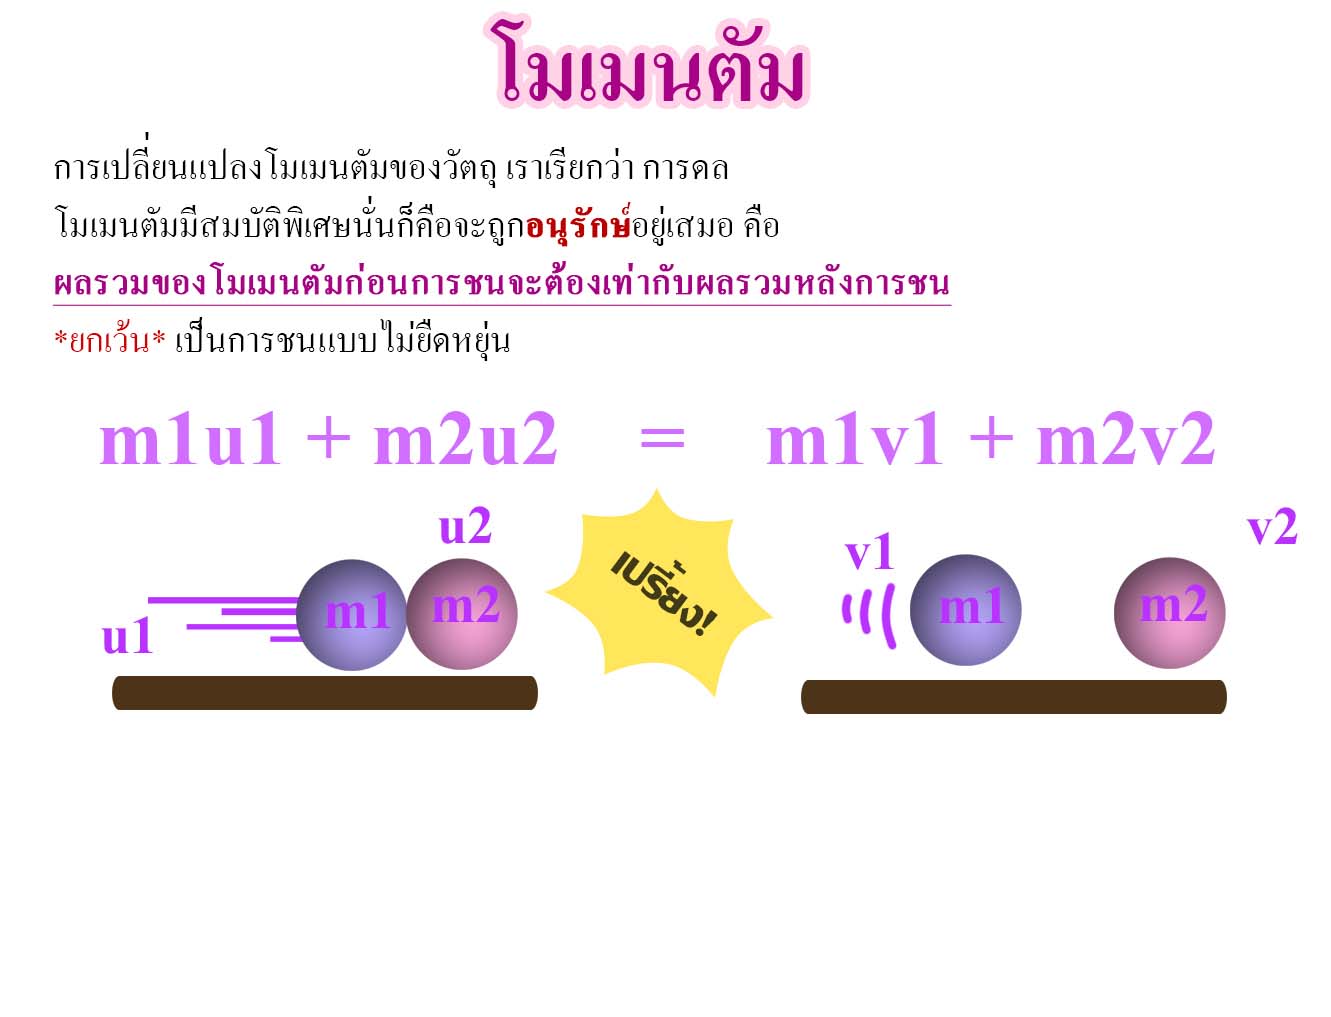 โมเมนตัม
การเปลี่ยนแปลงโมเมนตัมของวัตถุ เราเรียกว่า การดล
โมเมนตัมมีสมบัติพิเศษนั่นก็คือจะถูกอนุรักษ์อยู่เสมอ คือ
ผลรวมของโมเมนตัมก่อนการชนจะต้องเท่ากับผลรวมหลังการชน
*ยกเว้น* เป็นการชนแบบไม่ยืดหยุ่น
m1u1 + m2u2 = m1v1 + m2v2
u1
m1
u2
m2
เปรี้ยง!
v1
m1
m2
v2